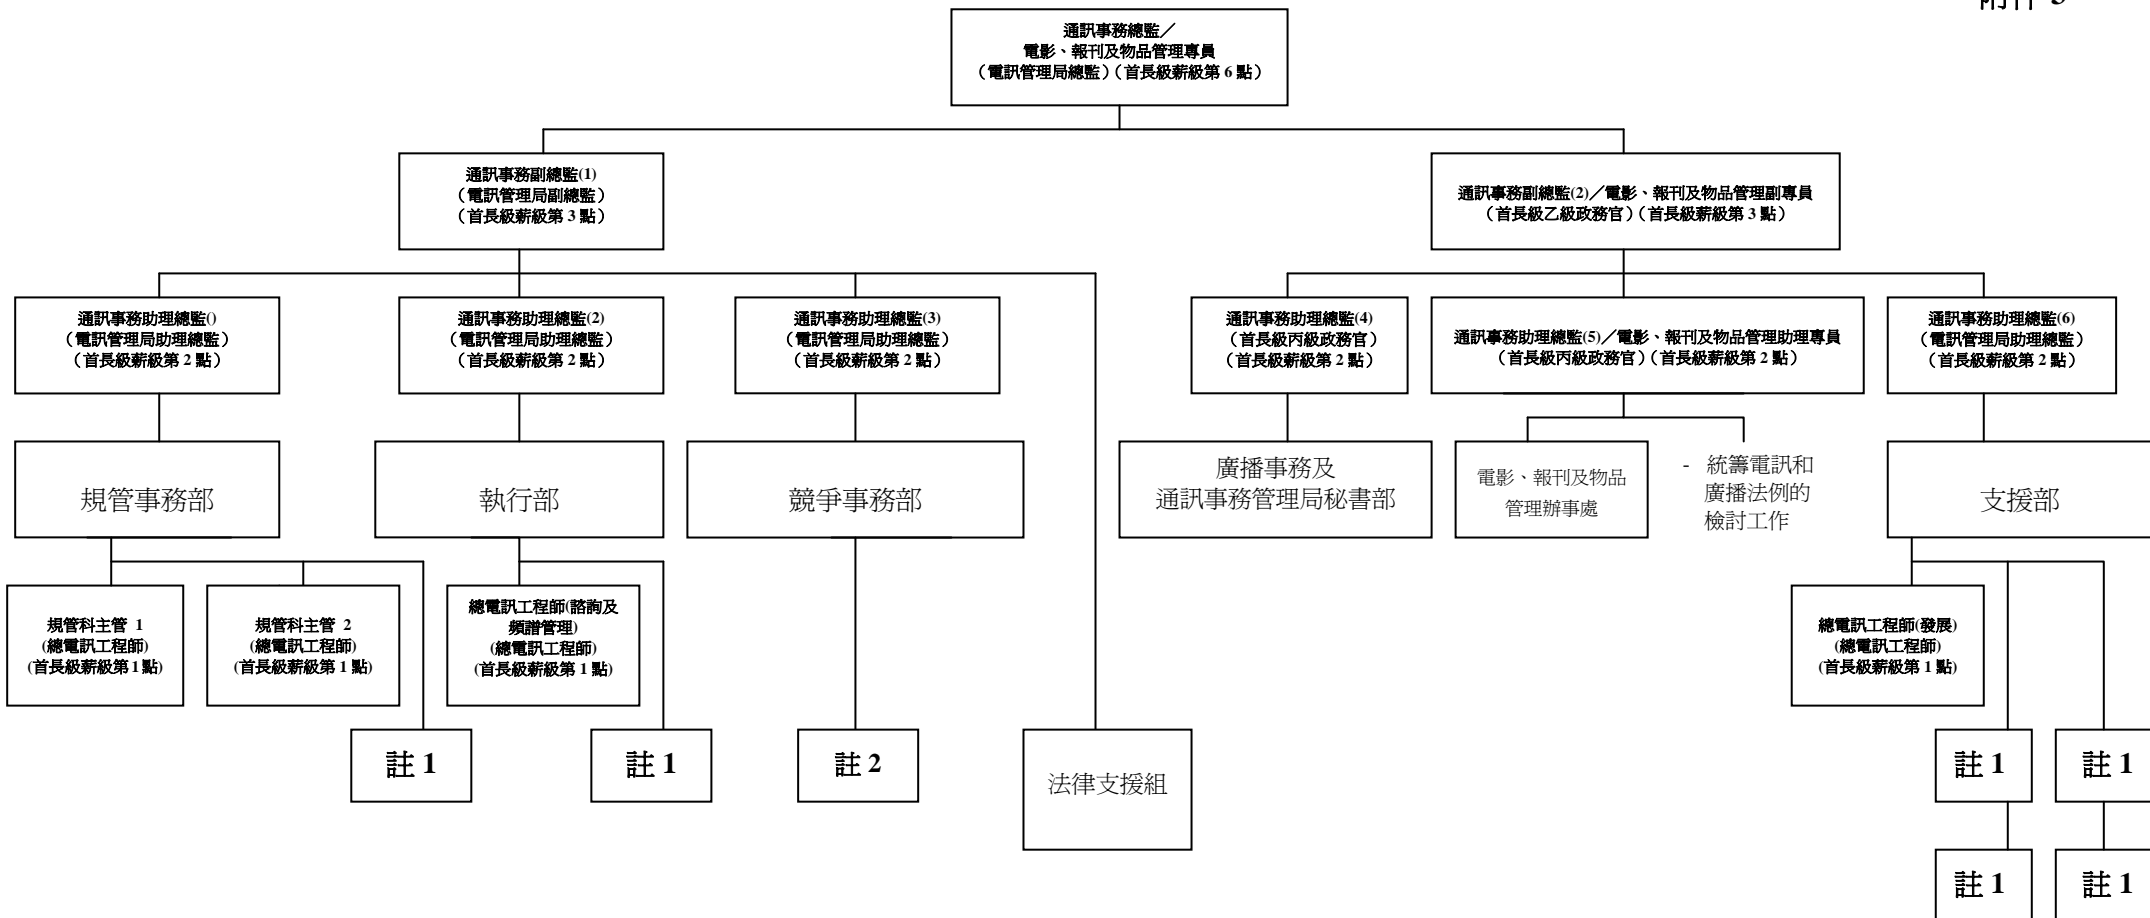 附件 3
通訊事務總監／
電影、報刊及物品管理專員
（電訊管理局總監）（首長級薪級第 6 點）
通訊事務副總監(1)
（電訊管理局副總監）
（首長級薪級第 3 點）
通訊事務副總監(2)／電影、報刊及物品管理副專員
（首長級乙級政務官）（首長級薪級第 3 點）
通訊事務助理總監()
（電訊管理局助理總監）
（首長級薪級第 2 點）
通訊事務助理總監(2)
（電訊管理局助理總監）
（首長級薪級第 2 點）
通訊事務助理總監(3)
（電訊管理局助理總監）
（首長級薪級第 2 點）
通訊事務助理總監(4)
（首長級丙級政務官）
（首長級薪級第 2 點）
通訊事務助理總監(5)／電影、報刊及物品管理助理專員
（首長級丙級政務官）（首長級薪級第 2 點）
通訊事務助理總監(6)
（電訊管理局助理總監）
（首長級薪級第 2 點）
規管事務部
執行部
競爭事務部
廣播事務及
通訊事務管理局秘書部
電影、報刊及物品
管理辦事處
- 統籌電訊和
廣播法例的
檢討工作
支援部
規管科主管 1
(總電訊工程師)
(首長級薪級第 1 點)
規管科主管 2
(總電訊工程師)
(首長級薪級第 1 點)
總電訊工程師(諮詢及
頻譜管理)
(總電訊工程師)
(首長級薪級第 1 點)
總電訊工程師(發展)
(總電訊工程師)
(首長級薪級第 1 點)
註 1
註 1
註 2
法律支援組
註 1
註 1
註 1
註 1